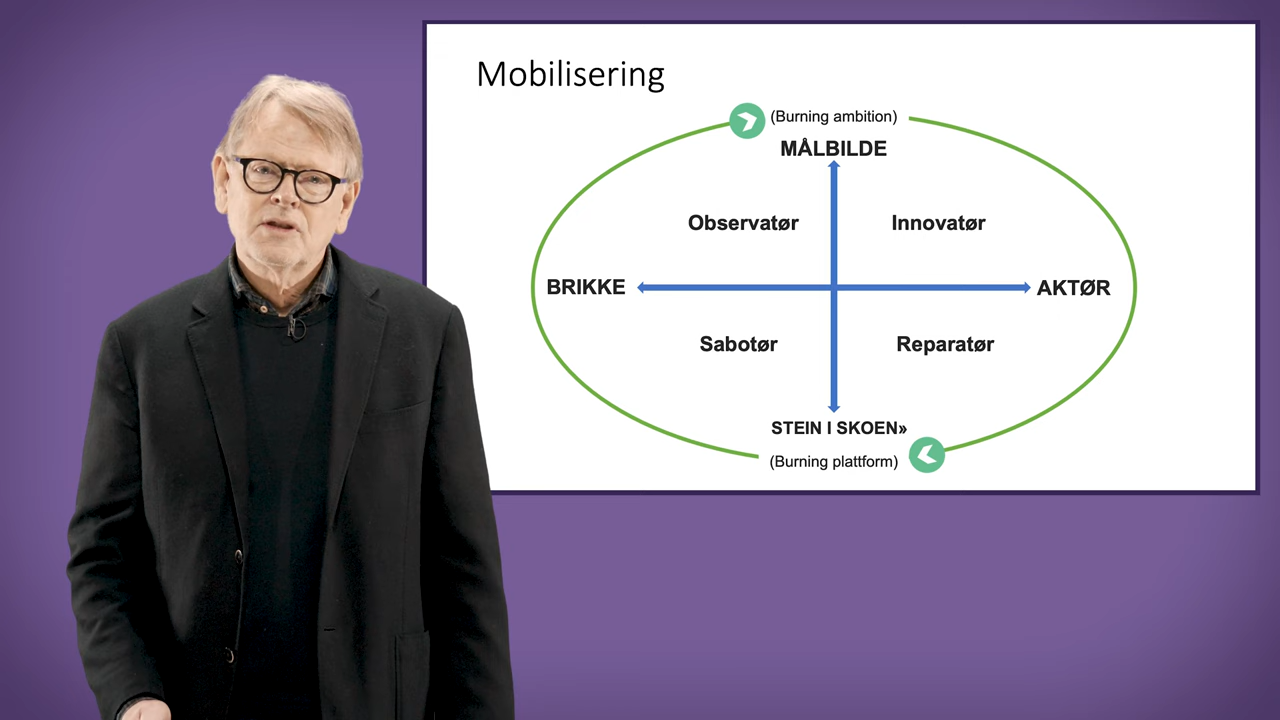 Mobilisering
(Burning ambition)
MÅLBILDE
Observatør
Innovatør
BRIKKE
AKTØR
Sabotør
Reparatør
STEIN I SKOEN»
(Burning plattform)